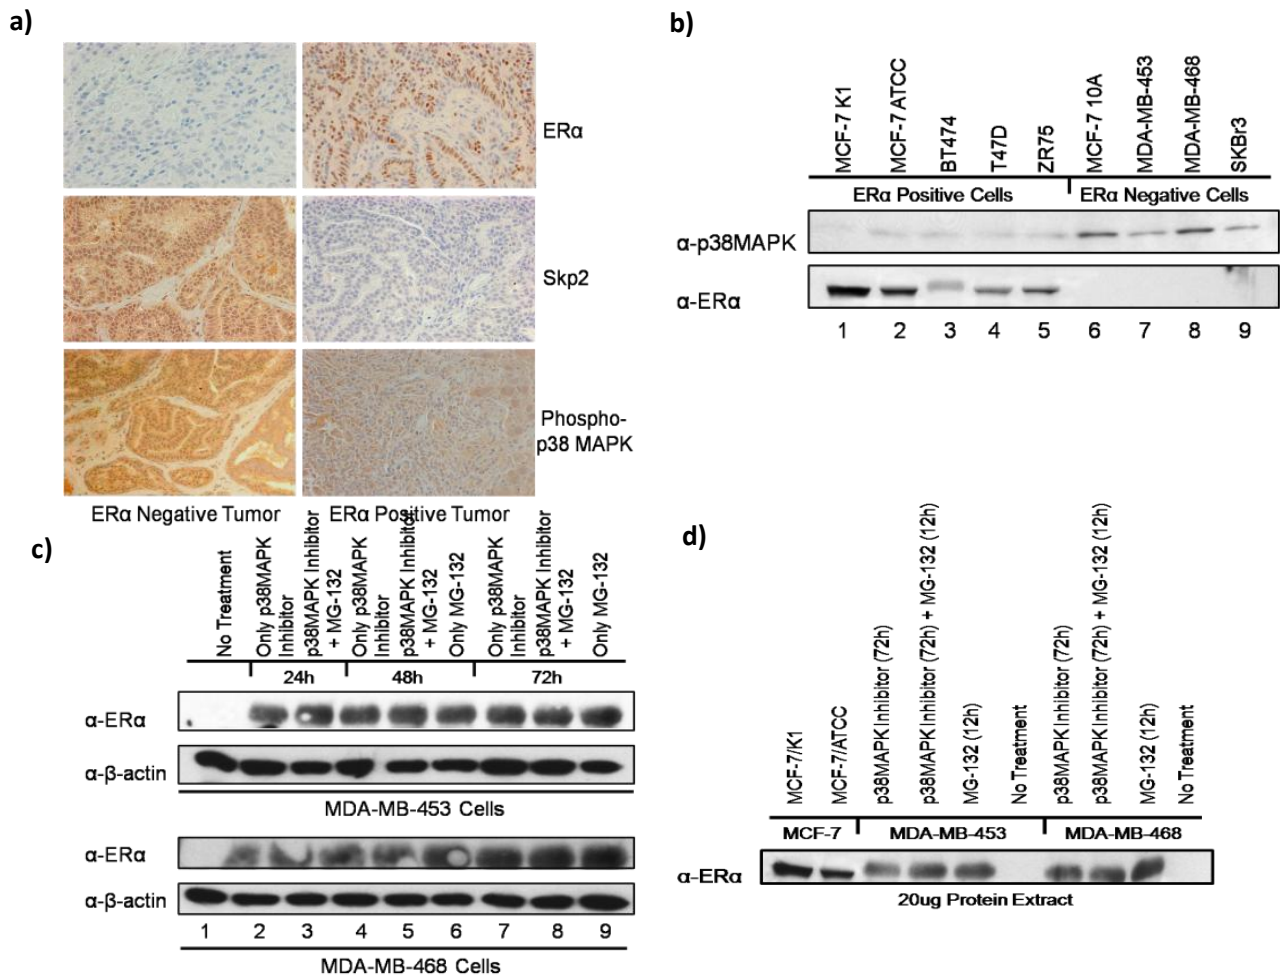 a)
ERα
Skp2
Phospho-
p38 MAPK
ERα Negative Tumor
ERα Positive Tumor
b)
MCF-7 K1
MCF-7 ATCC
BT474
T47D
ZR75
MCF-7 10A
MDA-MB-453
MDA-MB-468
SKBr3
ERα Positive Cells
ERα Negative Cells
α-p38MAPK
α-ERα
1 2 3 4 5 6 7 8 9
c)
No Treatment
Only p38MAPK
Inhibitor
p38MAPK Inhibitor
+ MG-132
Only p38MAPK
Inhibitor
p38MAPK Inhibitor
+ MG-132
Only MG-132
Only p38MAPK
Inhibitor
p38MAPK Inhibitor
+ MG-132
Only MG-132
24h
48h
72h
α-ERα
α-β-actin
MDA-MB-453 Cells
α-ERα
α-β-actin
1 2 3 4 5 6 7 8 9
MDA-MB-468 Cells
d)
MCF-7/K1
MCF-7/ATCC
p38MAPK Inhibitor (72h)
p38MAPK Inhibitor (72h) + MG-132 (12h)
MG-132 (12h)
No Treatment
p38MAPK Inhibitor (72h)
p38MAPK Inhibitor (72h) + MG-132 (12h)
MG-132 (12h)
No Treatment
MCF-7
MDA-MB-453
MDA-MB-468
α-ERα
20ug Protein Extract